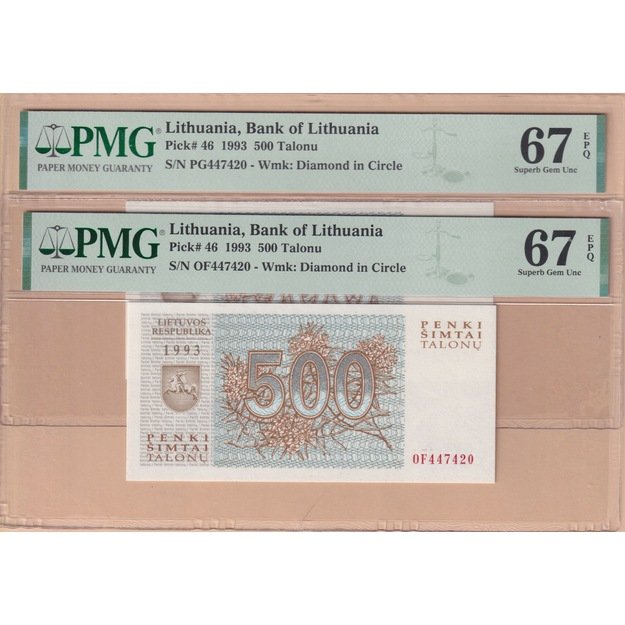 PMG®
PAPER MONEY GUARANTY
Lithuania, Bank of Lithuania
Pick# 46 1993 500 Talonu
S/N PG447420 - Wmk: Diamond in Circle
67 EPQ
Superb Gem Unc
PMG®
PAPER MONEY GUARANTY
Lithuania, Bank of Lithuania
Pick# 46 1993 500 Talonu
S/N OF447420 - Wmk: Diamond in Circle
67 EPQ
Superb Gem Unc
LIETUVOS
RESPUBLIKA
1993
500
PENKI
ŠIMTAI
TALONŲ
PENKI
ŠIMTAI
TALONŲ
OF447420